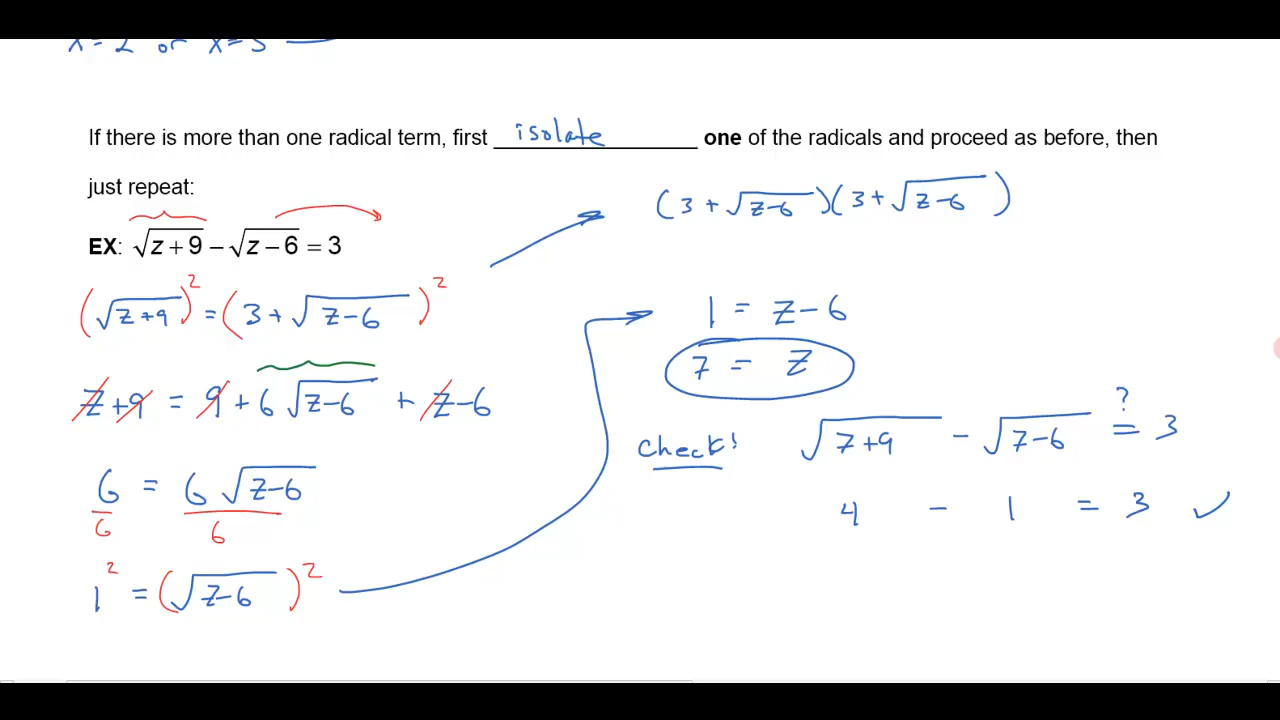 x = 2 or x = 3
If there is more than one radical term, first isolate one of the radicals and proceed as before, then
just repeat:
EX: √(z+9) − √(z−6) = 3
(√(z+9))² = (3 + √(z−6))²
z+9 = 9 + 6√(z−6) + z−6
6 = 6√(z−6)
6 6
1² = (√(z−6))²
(3 + √(z−6))(3 + √(z−6))
1 = z−6
7 = z
Check! √(7+9) − √(7−6) ?= 3
4 − 1 = 3 ✓